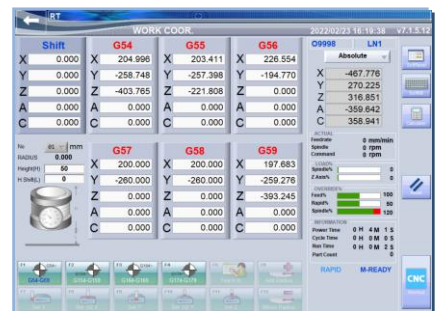 RT
WORK COOR.
2022/02/23 16:19:38 v7.1.5.12
Shift G54 G55 G56 O9998 LN1
Absolute
X 0.000 X 204.996 X 203.411 X 226.554
Y 0.000 Y -258.748 Y -257.398 Y -194.770
Z 0.000 Z -403.765 Z -221.808 Z 0.000
A 0.000 A 0.000 A 0.000 A 0.000
C 0.000 C 0.000 C 0.000 C 0.000
X -467.776
Y 270.225
Z 316.851
A -359.642
C 358.941
mm
RADIUS 0.000
Height(H) 50
H.Shift(L) 0
G57 G58 G59
X 200.000 X 200.000 X 197.683
Y -260.000 Y -260.000 Y -259.276
Z 0.000 Z 0.000 Z -393.245
A 0.000 A 0.000 A 0.000
C 0.000 C 0.000 C 0.000
ACTUAL
Feedrate 0 mm/min
Spindle 0 rpm
Command 0 rpm
LOAD%
Spindle% 0
Z Axis% 0
OVERRIDE%
Feed% 100
Rapid% 50
Spindle% 120
INFORMATION
Power Time 0 H 4 M 1 S
Cycle Time 0 H 0 M 0 S
Run Time 0 H 0 M 2 S
Part Count 0
RAPID M-READY
G54-G59
CNC